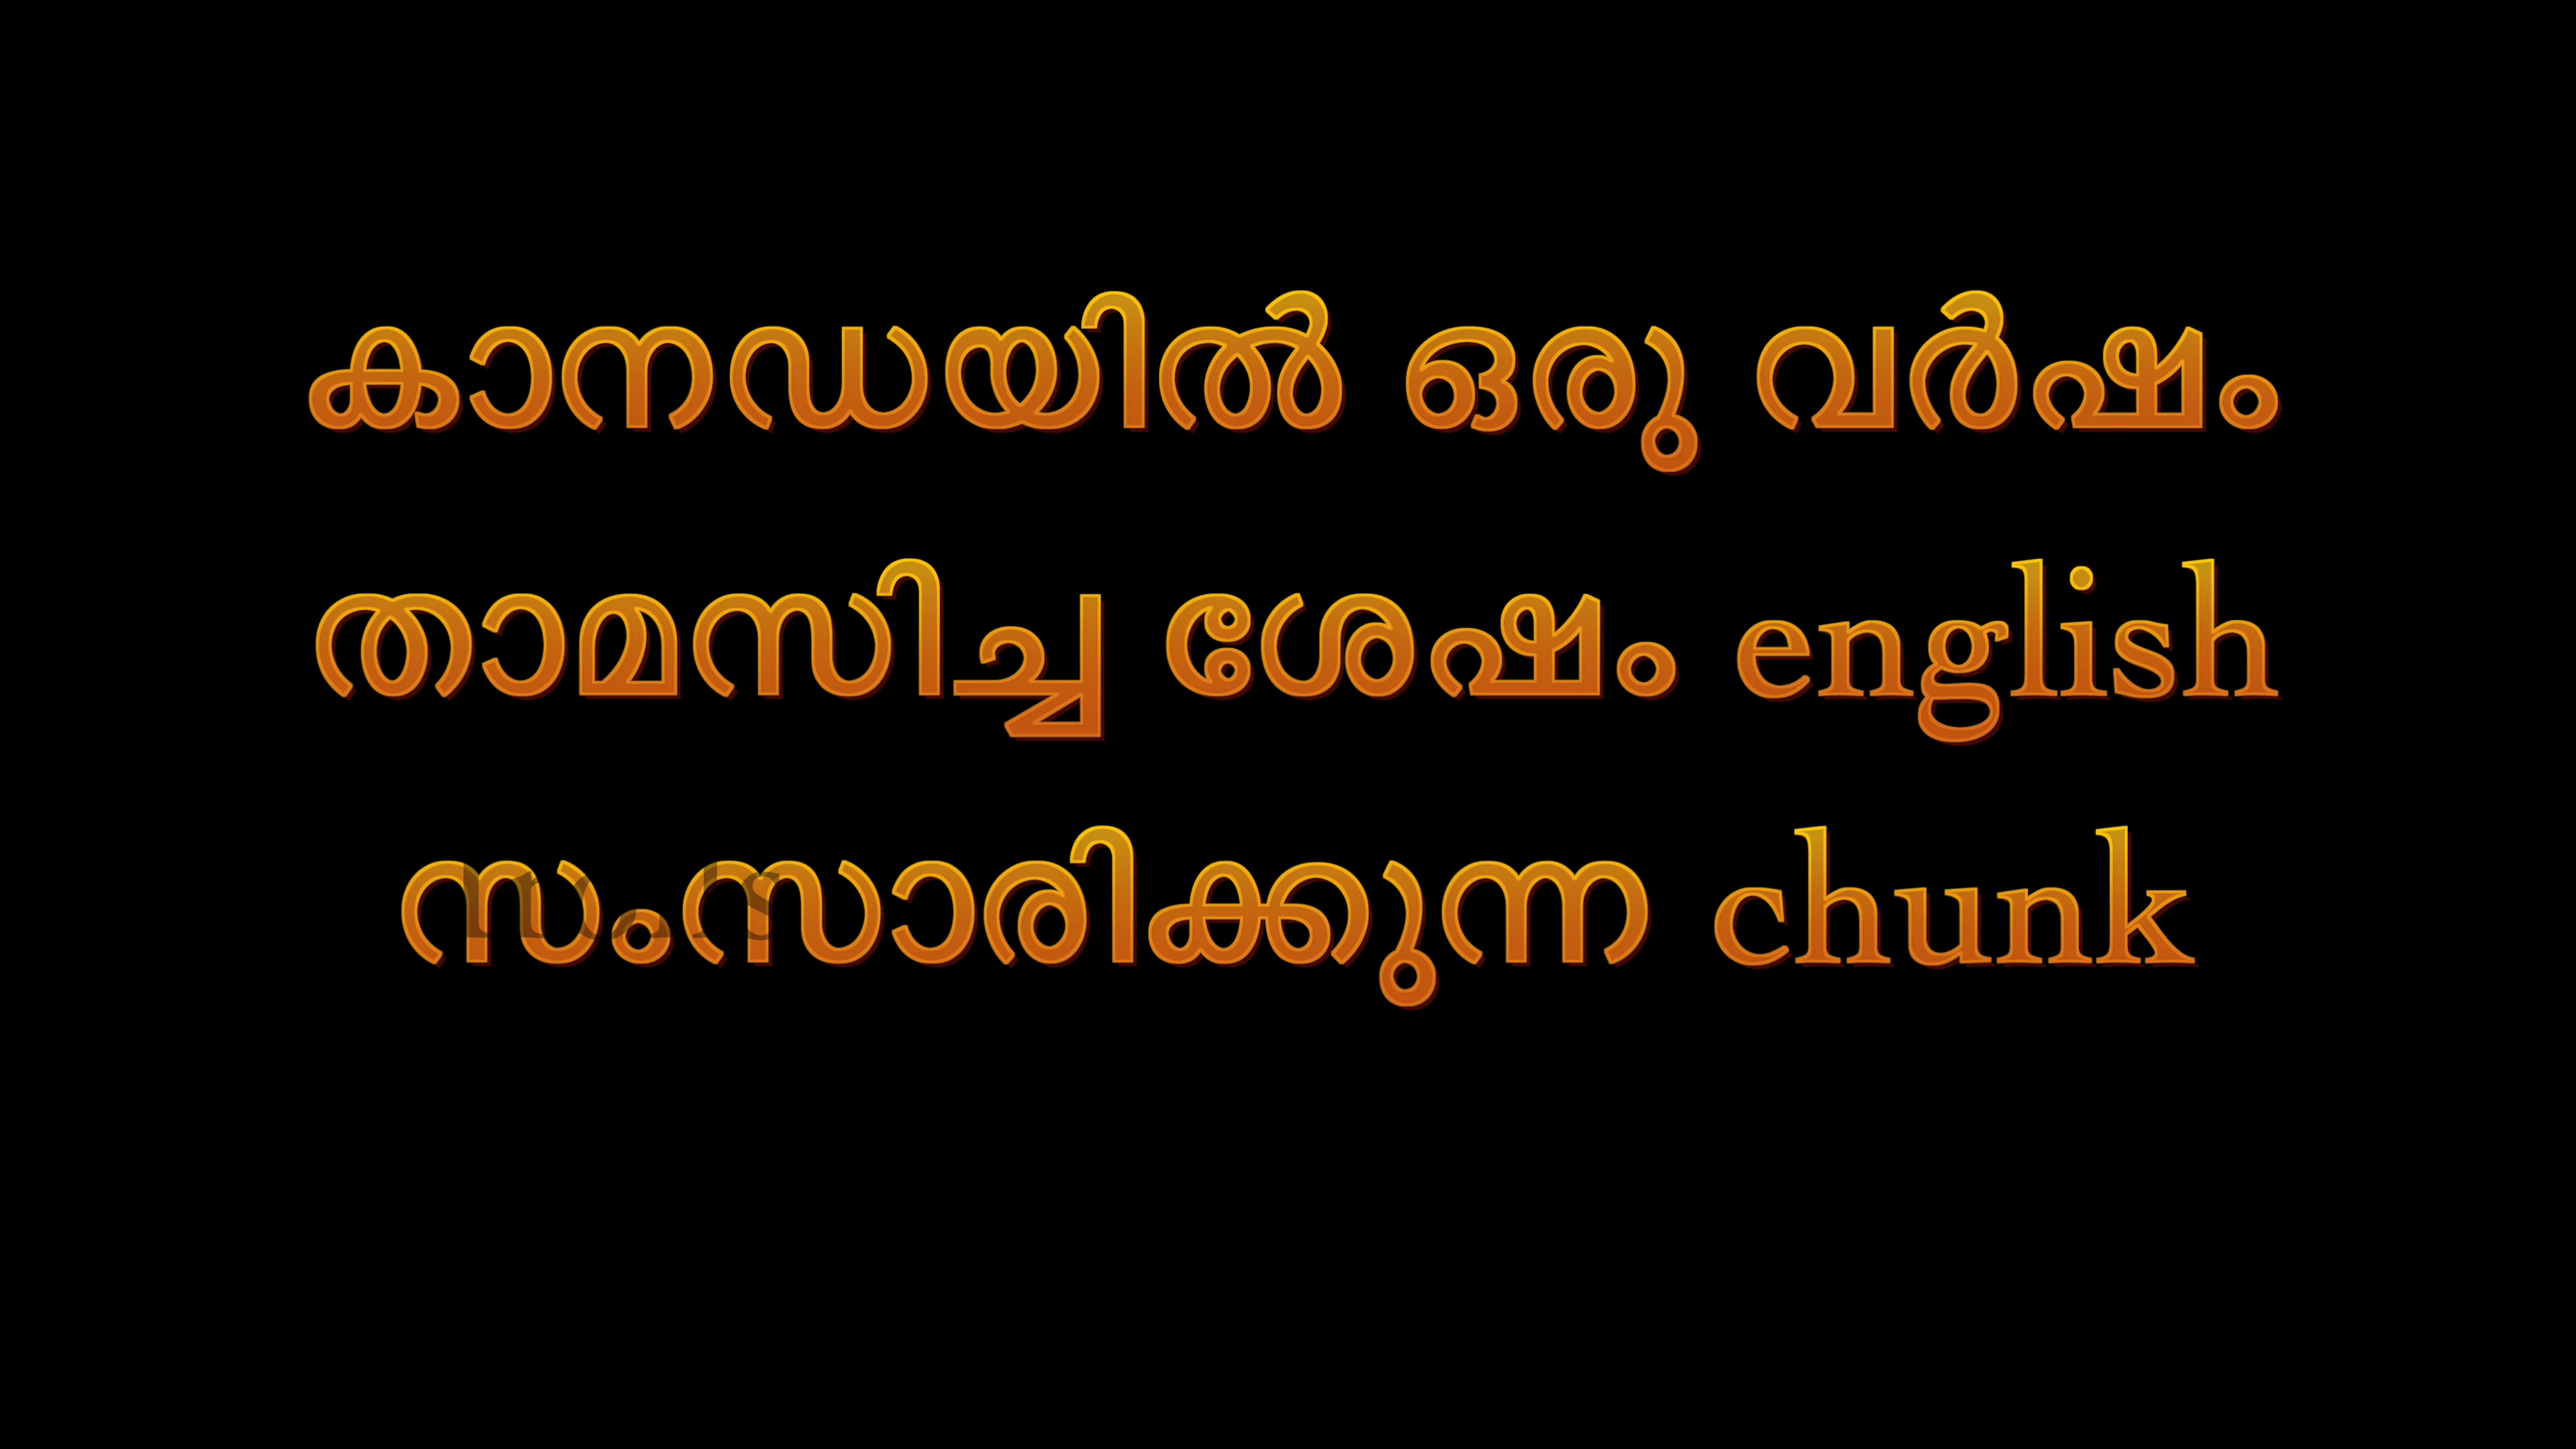 കാനഡയിൽ ഒരു വർഷം
താമസിച്ച ശേഷം english
സംസാരിക്കുന്ന chunk